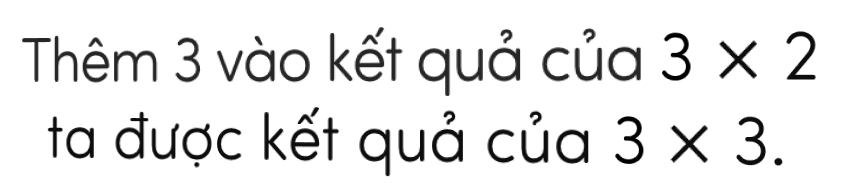 Thêm 3 vào kết quả của 3 × 2
ta được kết quả của 3 × 3.